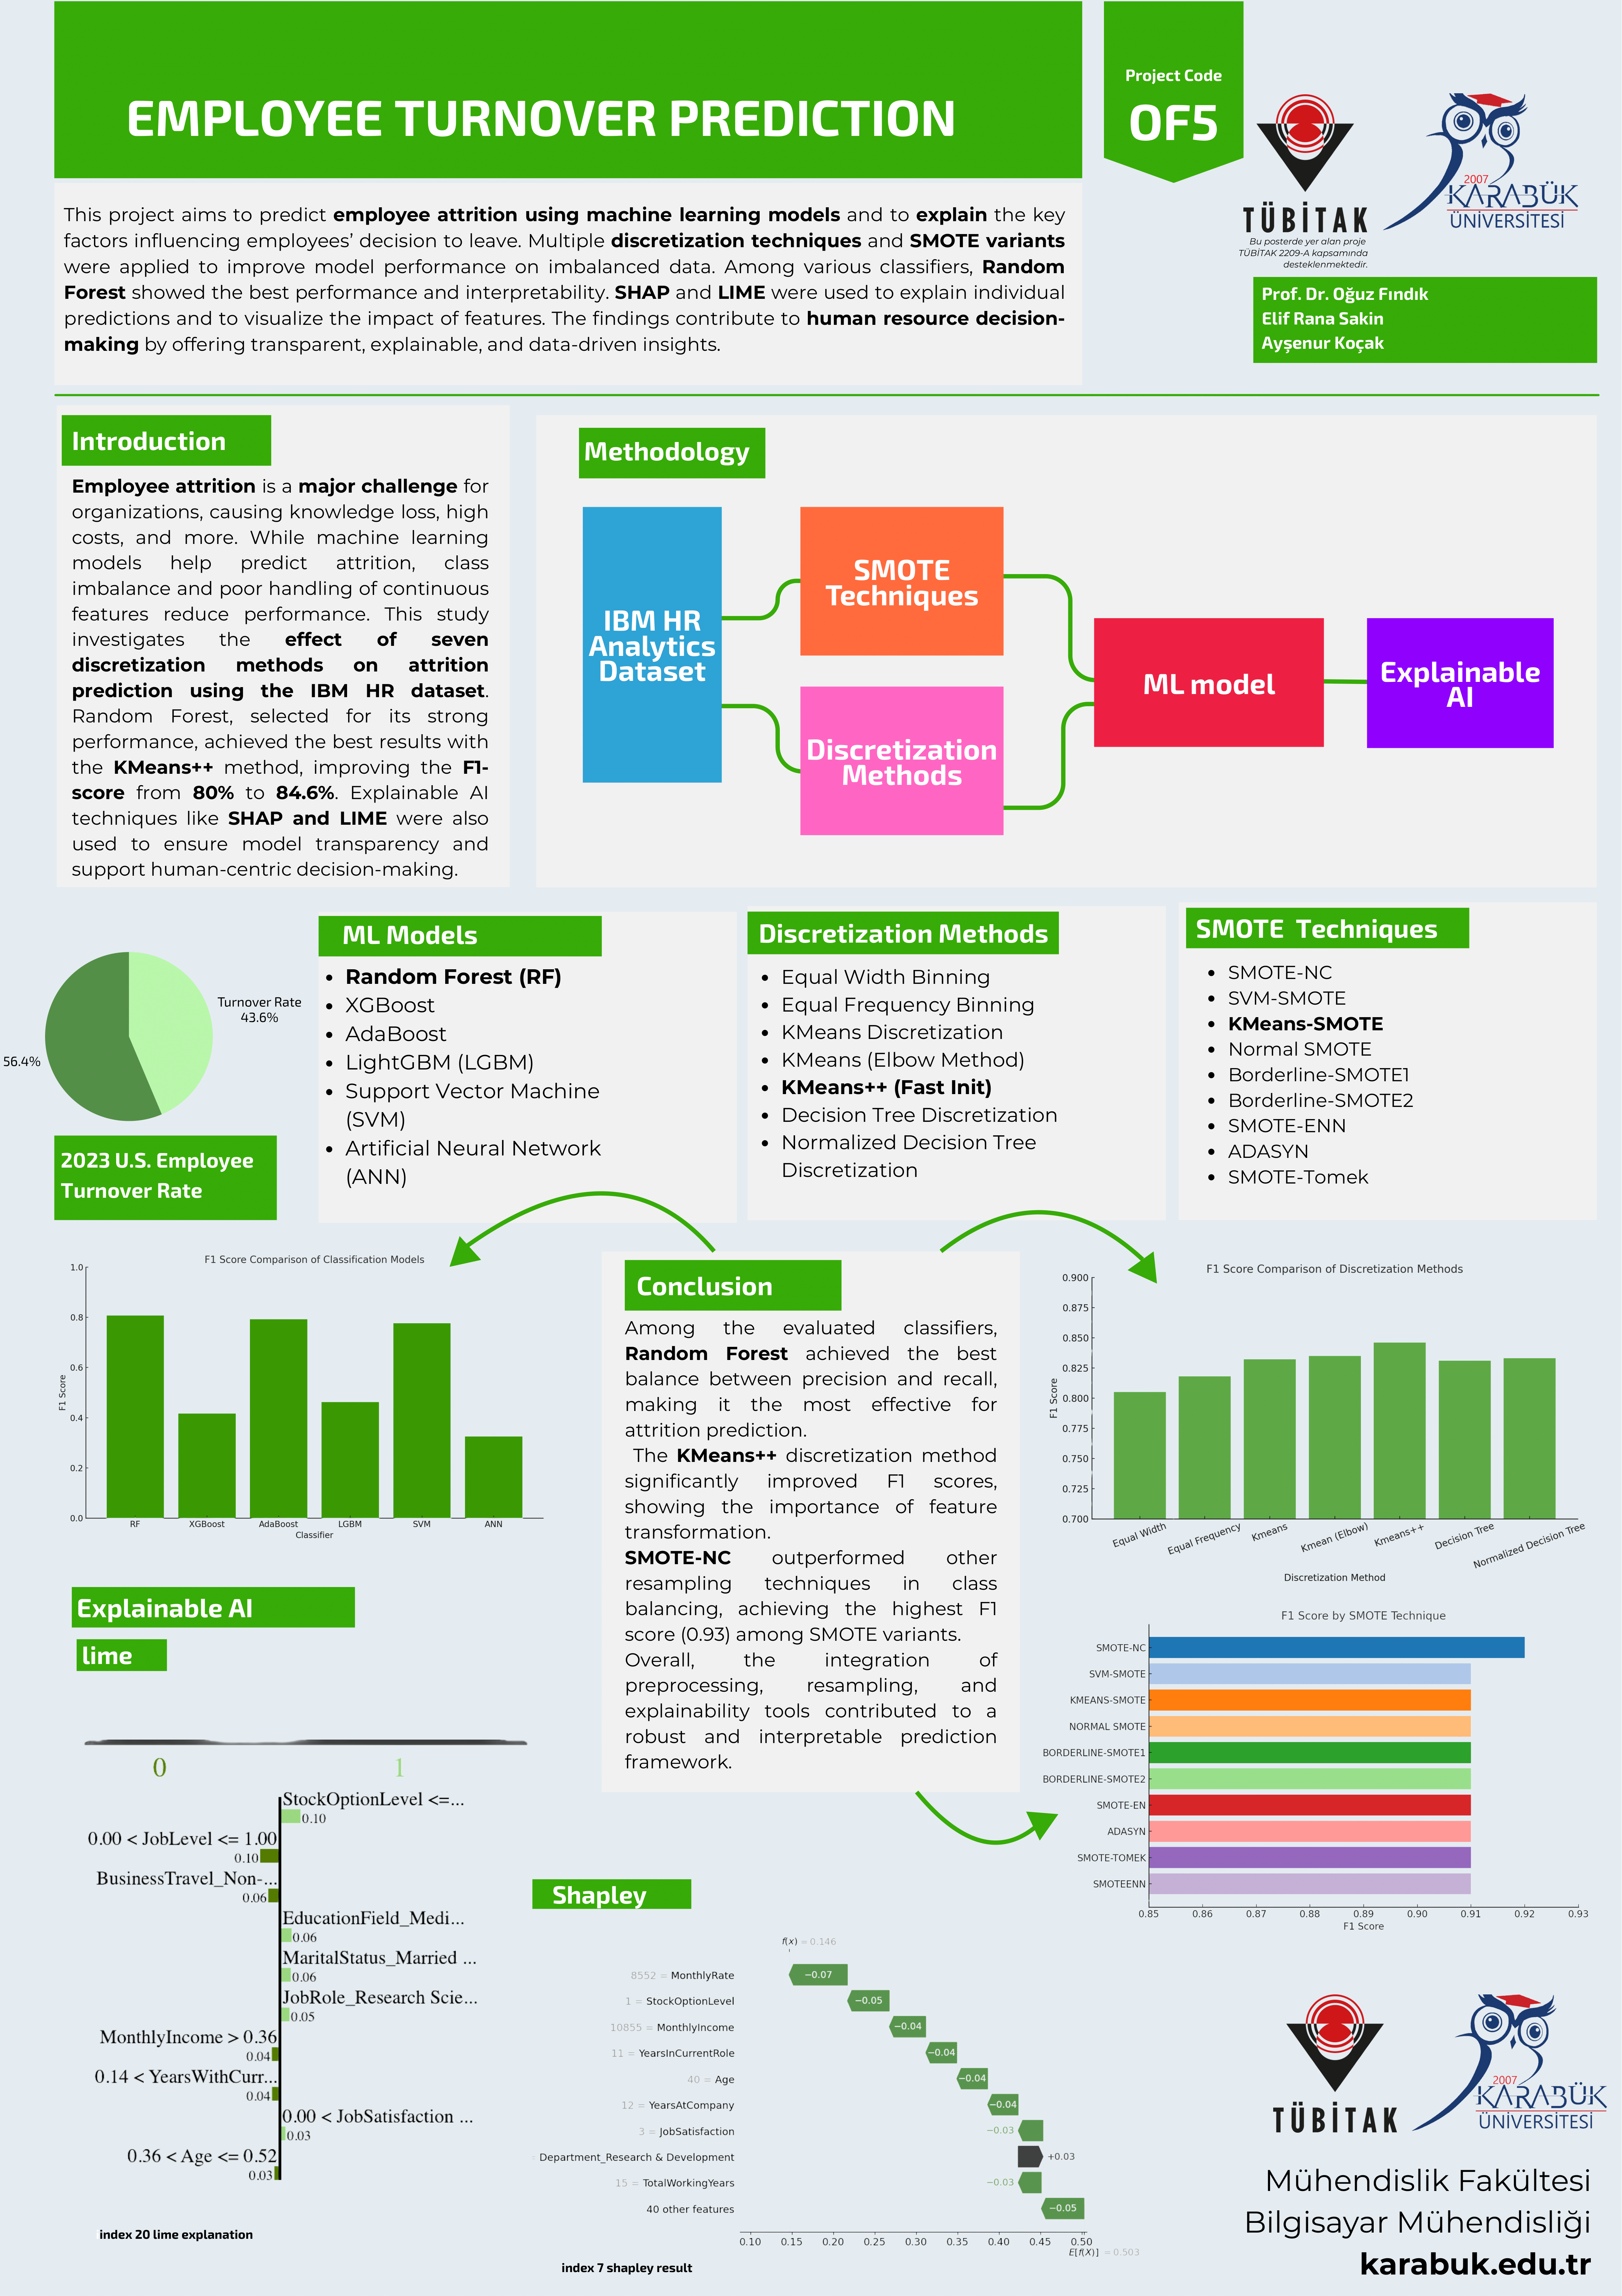 EMPLOYEE TURNOVER PREDICTION
Project Code
OF5
TÜBİTAK
Bu posterde yer alan proje
TÜBİTAK 2209-A kapsamında
desteklenmektedir.
2007
KARABÜK
ÜNİVERSİTESİ
This project aims to predict employee attrition using machine learning models and to explain the key
factors influencing employees' decision to leave. Multiple discretization techniques and SMOTE variants
were applied to improve model performance on imbalanced data. Among various classifiers, Random
Forest showed the best performance and interpretability. SHAP and LIME were used to explain individual
predictions and to visualize the impact of features. The findings contribute to human resource decision-
making by offering transparent, explainable, and data-driven insights.
Prof. Dr. Oğuz Fındık
Elif Rana Sakin
Ayşenur Koçak
Introduction
Employee attrition is a major challenge for
organizations, causing knowledge loss, high
costs, and more. While machine learning
models help predict attrition, class
imbalance and poor handling of continuous
features reduce performance. This study
investigates the effect of seven
discretization methods on attrition
prediction using the IBM HR dataset.
Random Forest, selected for its strong
performance, achieved the best results with
the KMeans++ method, improving the F1-
score from 80% to 84.6%. Explainable AI
techniques like SHAP and LIME were also
used to ensure model transparency and
support human-centric decision-making.
Methodology
IBM HR
Analytics
Dataset
SMOTE
Techniques
Discretization
Methods
ML model
Explainable
AI
Turnover Rate
43.6%
56.4%
2023 U.S. Employee
Turnover Rate
ML Models
• Random Forest (RF)
• XGBoost
• AdaBoost
• LightGBM (LGBM)
• Support Vector Machine
(SVM)
• Artificial Neural Network
(ANN)
Discretization Methods
• Equal Width Binning
• Equal Frequency Binning
• KMeans Discretization
• KMeans (Elbow Method)
• KMeans++ (Fast Init)
• Decision Tree Discretization
• Normalized Decision Tree
Discretization
SMOTE Techniques
• SMOTE-NC
• SVM-SMOTE
• KMeans-SMOTE
• Normal SMOTE
• Borderline-SMOTE1
• Borderline-SMOTE2
• SMOTE-ENN
• ADASYN
• SMOTE-Tomek
F1 Score Comparison of Classification Models
1.0
0.8
0.6
0.4
0.2
0.0
F1 Score
RF XGBoost AdaBoost LGBM SVM ANN
Classifier
Conclusion
Among the evaluated classifiers,
Random Forest achieved the best
balance between precision and recall,
making it the most effective for
attrition prediction.
The KMeans++ discretization method
significantly improved F1 scores,
showing the importance of feature
transformation.
SMOTE-NC outperformed other
resampling techniques in class
balancing, achieving the highest F1
score (0.93) among SMOTE variants.
Overall, the integration of
preprocessing, resampling, and
explainability tools contributed to a
robust and interpretable prediction
framework.
F1 Score Comparison of Discretization Methods
0.900
0.875
0.850
0.825
0.800
0.775
0.750
0.725
0.700
F1 Score
Equal Width Equal Frequency Kmeans Kmean (Elbow) Kmeans++ Decision Tree Normalized Decision Tree
Discretization Method
F1 Score by SMOTE Technique
SMOTE-NC
SVM-SMOTE
KMEANS-SMOTE
NORMAL SMOTE
BORDERLINE-SMOTE1
BORDERLINE-SMOTE2
SMOTE-EN
ADASYN
SMOTE-TOMEK
SMOTEENN
0.85 0.86 0.87 0.88 0.89 0.90 0.91 0.92 0.93
F1 Score
Explainable AI
lime
0 1
StockOptionLevel <=...
0.10
0.00 < JobLevel <= 1.00
0.10
BusinessTravel_Non-...
0.06
EducationField_Medi...
0.06
MaritalStatus_Married ...
0.06
JobRole_Research Scie...
0.05
MonthlyIncome > 0.36
0.04
0.14 < YearsWithCurr...
0.04
0.00 < JobSatisfaction ...
0.03
0.36 < Age <= 0.52
0.03
index 20 lime explanation
Shapley
f(x) = 0.146
8552 = MonthlyRate −0.07
1 = StockOptionLevel −0.05
10855 = MonthlyIncome −0.04
11 = YearsInCurrentRole −0.04
40 = Age −0.04
12 = YearsAtCompany −0.04
3 = JobSatisfaction −0.03
Department_Research & Development +0.03
15 = TotalWorkingYears −0.03
40 other features −0.05
0.10 0.15 0.20 0.25 0.30 0.35 0.40 0.45 0.50
E[f(X)] = 0.503
index 7 shapley result
TÜBİTAK
2007
KARABÜK
ÜNİVERSİTESİ
Mühendislik Fakültesi
Bilgisayar Mühendisliği
karabuk.edu.tr